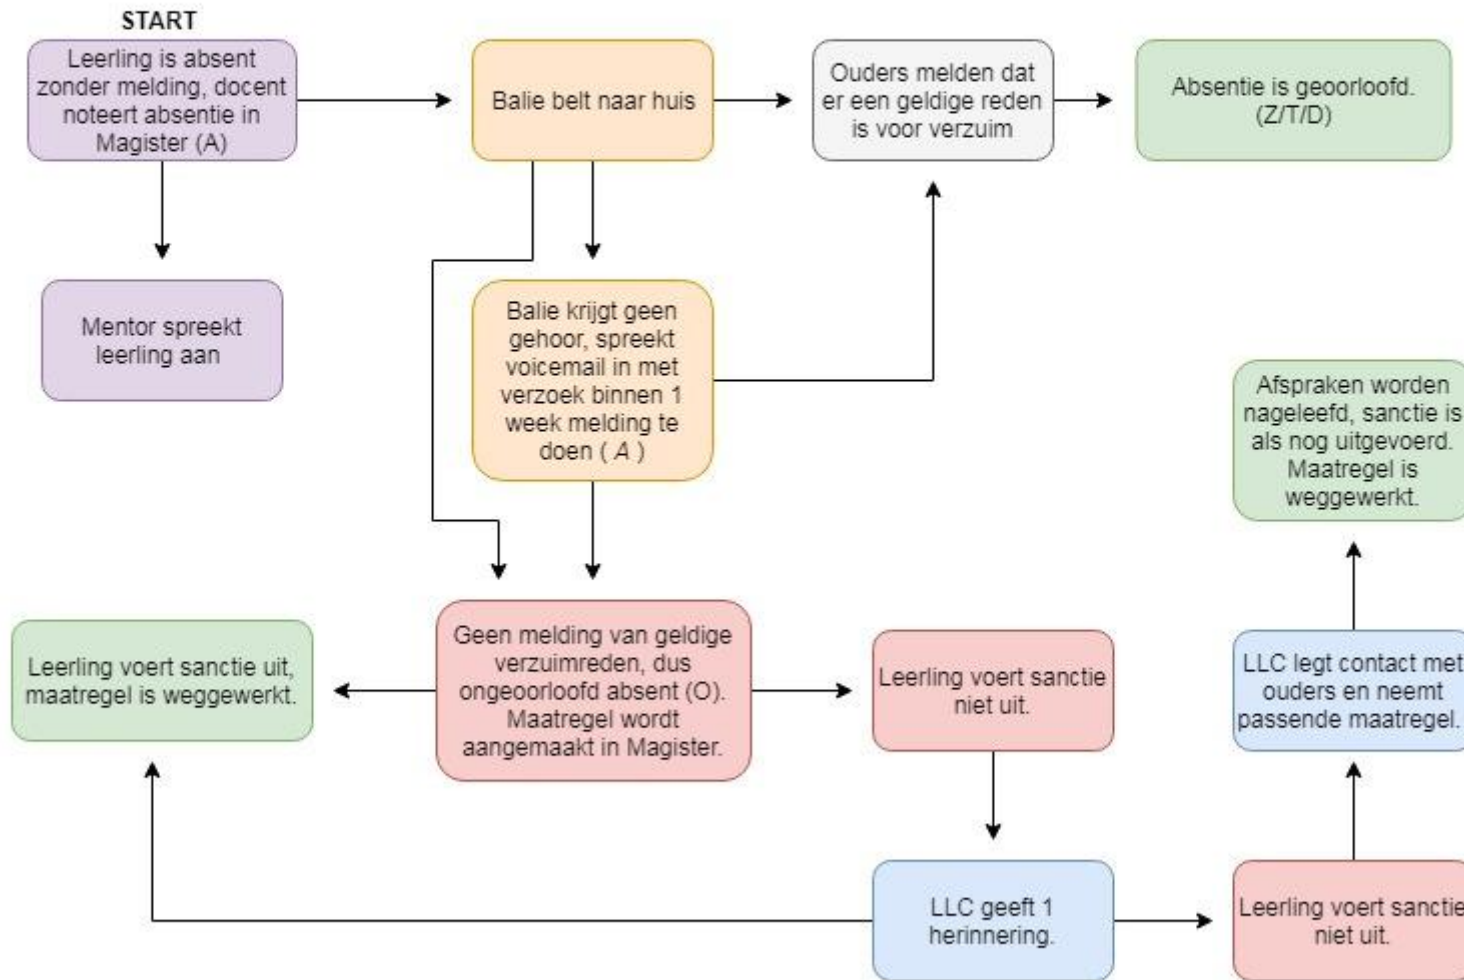 START
Leerling is absent
zonder melding, docent
noteert absentie in
Magister (A)
Balie belt naar huis
Ouders melden dat
er een geldige reden
is voor verzuim
Absentie is geoorloofd.
(Z/T/D)
Mentor spreekt
leerling aan
Balie krijgt geen
gehoor, spreekt
voicemail in met
verzoek binnen 1
week melding te
doen ( A )
Afspraken worden
nageleefd, sanctie is
als nog uitgevoerd.
Maatregel is
weggewerkt.
Leerling voert sanctie uit,
maatregel is weggewerkt.
Geen melding van geldige
verzuimreden, dus
ongeoorloofd absent (O).
Maatregel wordt
aangemaakt in Magister.
Leerling voert sanctie
niet uit.
LLC legt contact met
ouders en neemt
passende maatregel.
LLC geeft 1
herinnering.
Leerling voert sanctie
niet uit.